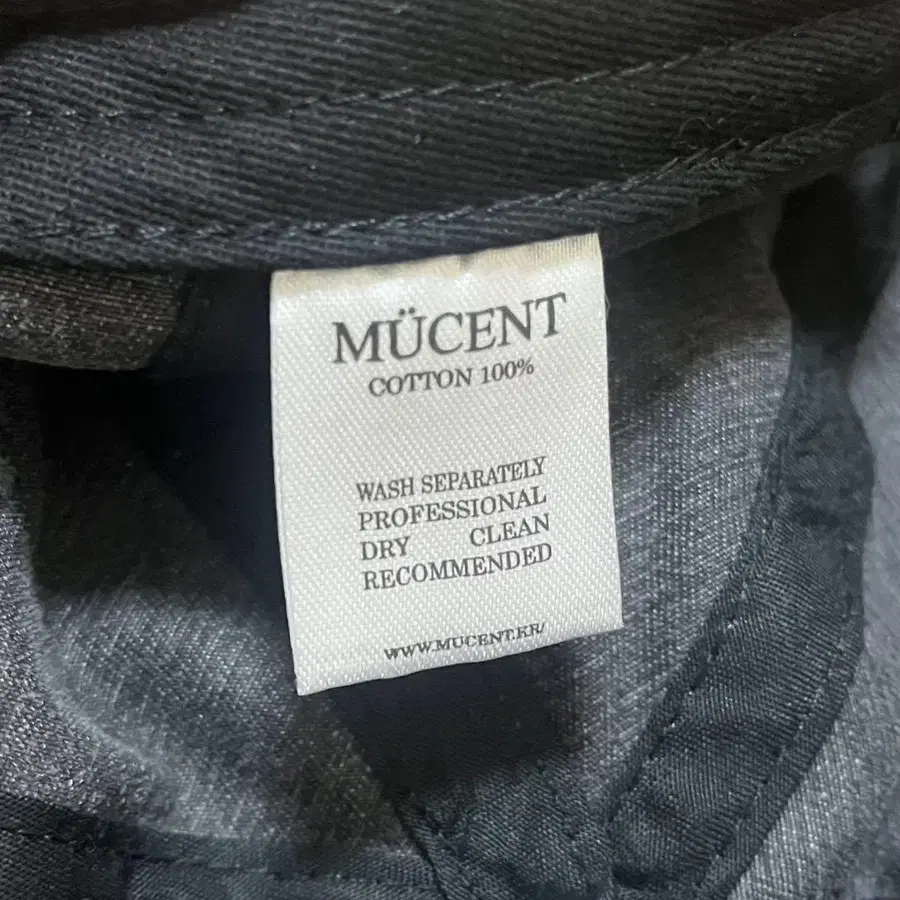 MÜCENT
COTTON 100%
WASH SEPARATELY
PROFESSIONAL
DRY CLEAN
RECOMMENDED
WWW.MUCENT.KR/